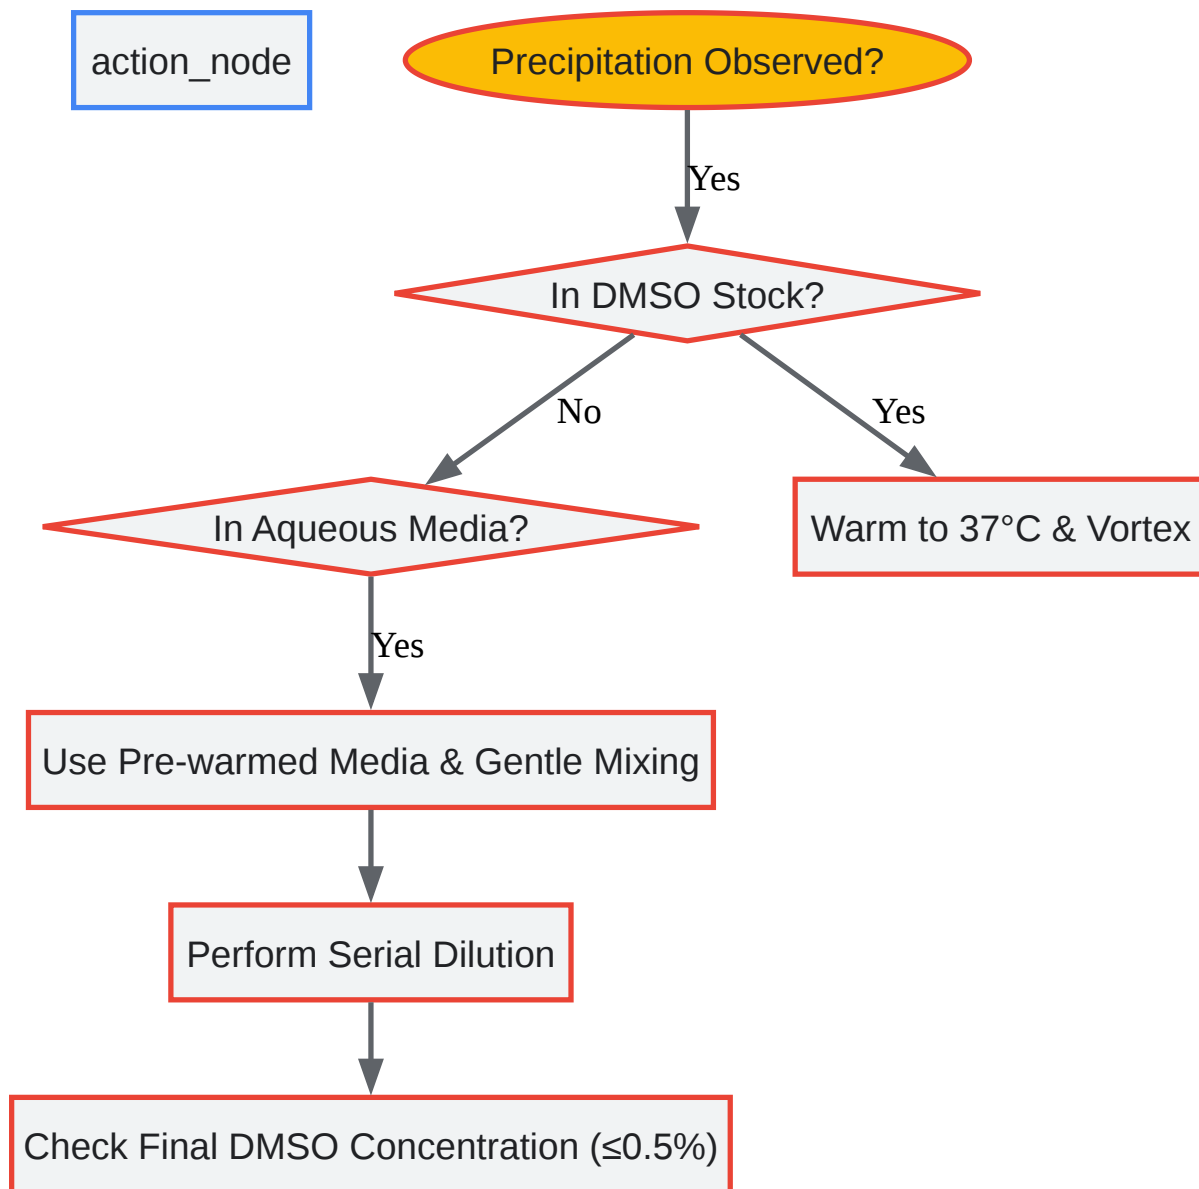 action_node
Precipitation Observed?
Yes
In DMSO Stock?
No
Yes
In Aqueous Media?
Warm to 37°C & Vortex
Yes
Use Pre-warmed Media & Gentle Mixing
Perform Serial Dilution
Check Final DMSO Concentration (≤0.5%)